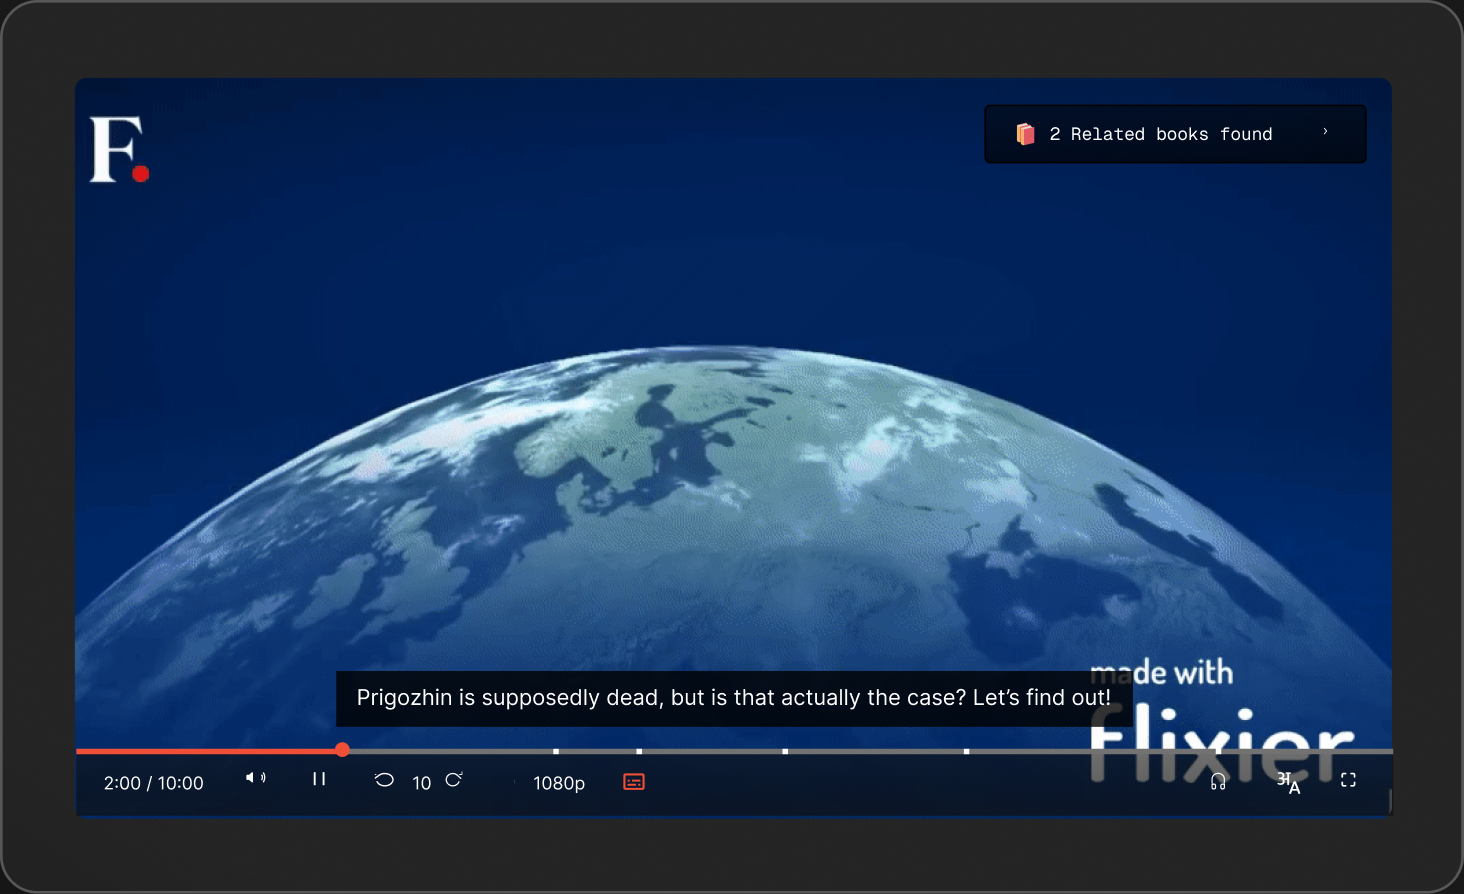 F.
2 Related books found
made with
flixier
Prigozhin is supposedly dead, but is that actually the case? Let’s find out!
2:00 / 10:00
10
1080p
अ
A